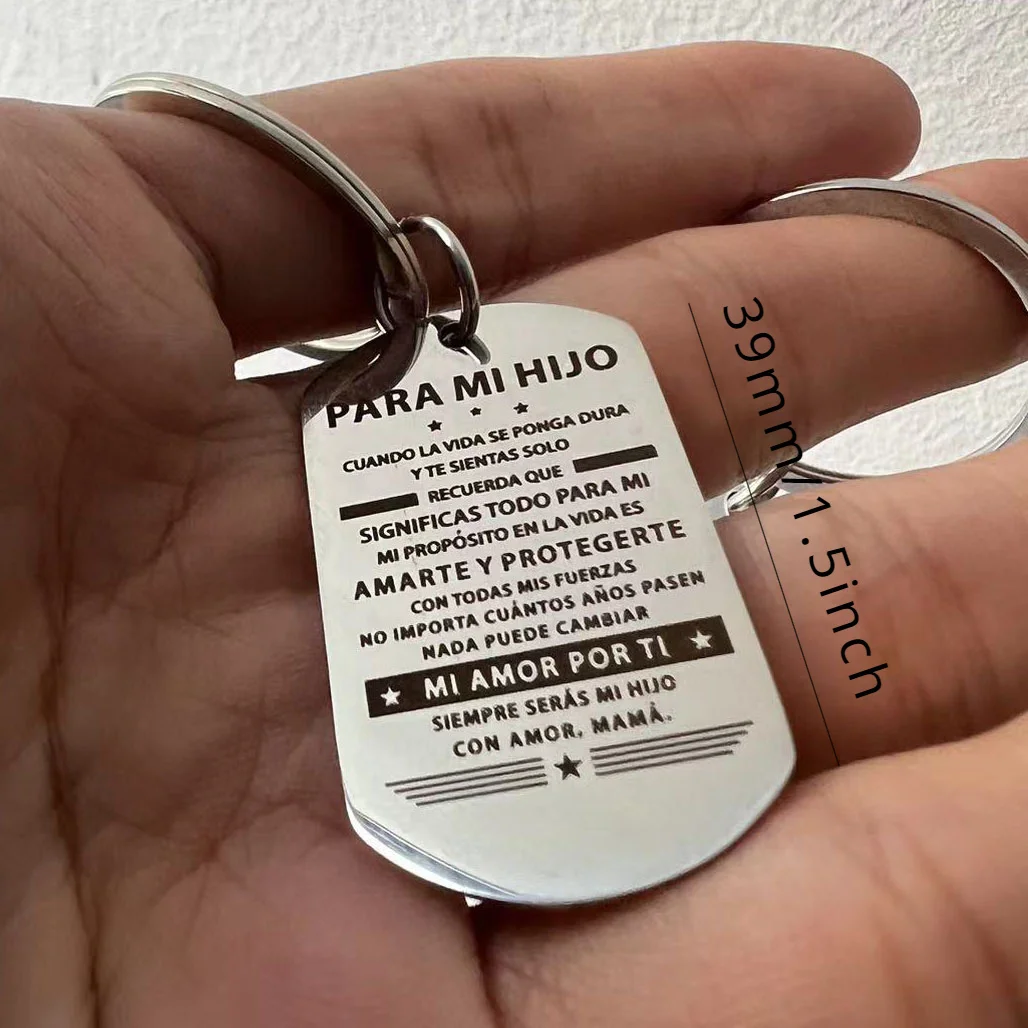 PARA MI HIJO
CUANDO LA VIDA SE PONGA DURA
Y TE SIENTAS SOLO
RECUERDA QUE
SIGNIFICAS TODO PARA MI
MI PROPÓSITO EN LA VIDA ES
AMARTE Y PROTEGERTE
CON TODAS MIS FUERZAS
NO IMPORTA CUÁNTOS AÑOS PASEN
NADA PUEDE CAMBIAR
MI AMOR POR TI
SIEMPRE SERÁS MI HIJO
CON AMOR, MAMÁ.
39mm/1.5inch